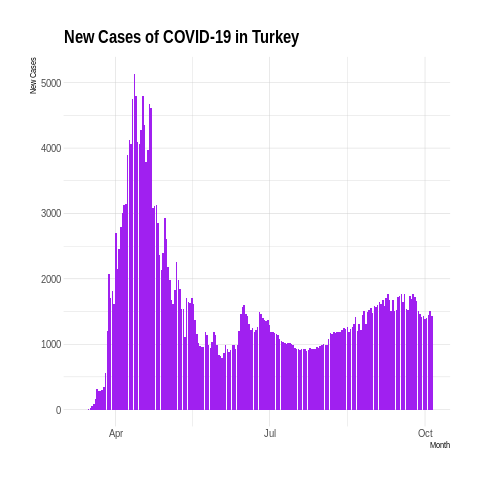 New Cases of COVID-19 in Turkey
New Cases
5000
4000
3000
2000
1000
0
Apr
Jul
Oct
Month